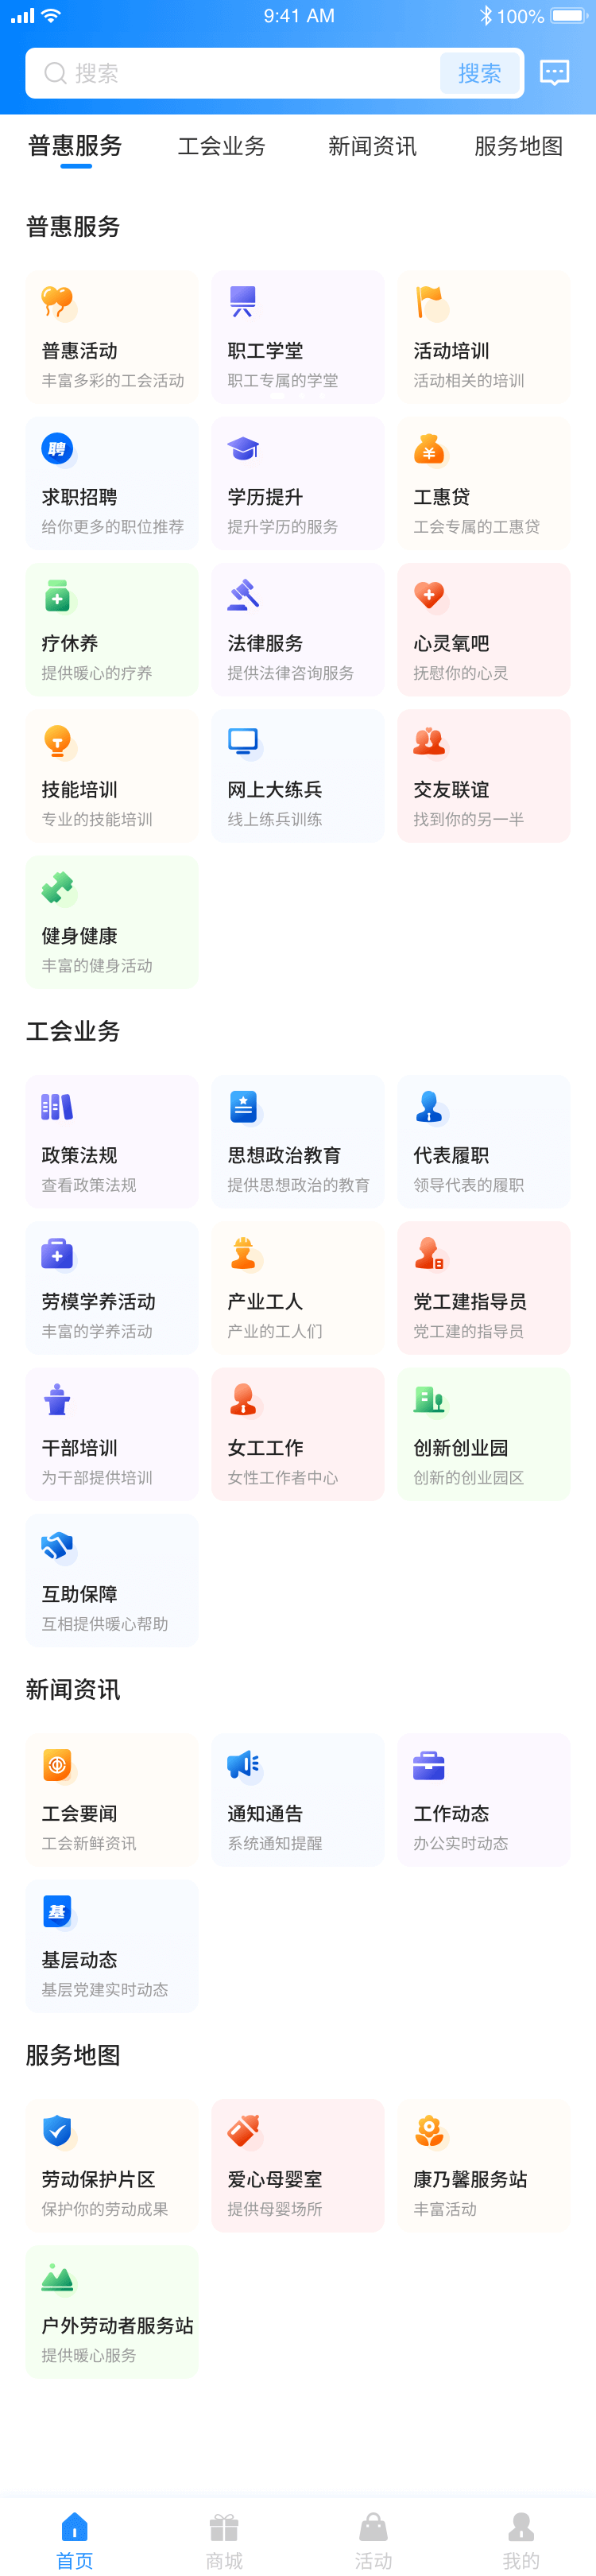 9:41 AM 100%
搜索 搜索
普惠服务 工会业务 新闻资讯 服务地图
普惠服务
普惠活动 职工学堂 活动培训
丰富多彩的工会活动 职工专属的学堂 活动相关的培训
聘
求职招聘 学历提升 工惠贷
给你更多的职位推荐 提升学历的服务 工会专属的工惠贷
疗休养 法律服务 心灵氧吧
提供暖心的疗养 提供法律咨询服务 抚慰你的心灵
技能培训 网上大练兵 交友联谊
专业的技能培训 线上练兵训练 找到你的另一半
健身健康
丰富的健身活动
工会业务
政策法规 思想政治教育 代表履职
查看政策法规 提供思想政治的教育 领导代表的履职
劳模学养活动 产业工人 党工建指导员
丰富的学养活动 产业的工人们 党工建的指导员
干部培训 女工工作 创新创业园
为干部提供培训 女性工作者中心 创新的创业园区
互助保障
互相提供暖心帮助
新闻资讯
工会要闻 通知通告 工作动态
工会新鲜资讯 系统通知提醒 办公实时动态
基
基层动态
基层党建实时动态
服务地图
劳动保护片区 爱心母婴室 康乃馨服务站
保护你的劳动成果 提供母婴场所 丰富活动
户外劳动者服务站
提供暖心服务
首页 商城 活动 我的